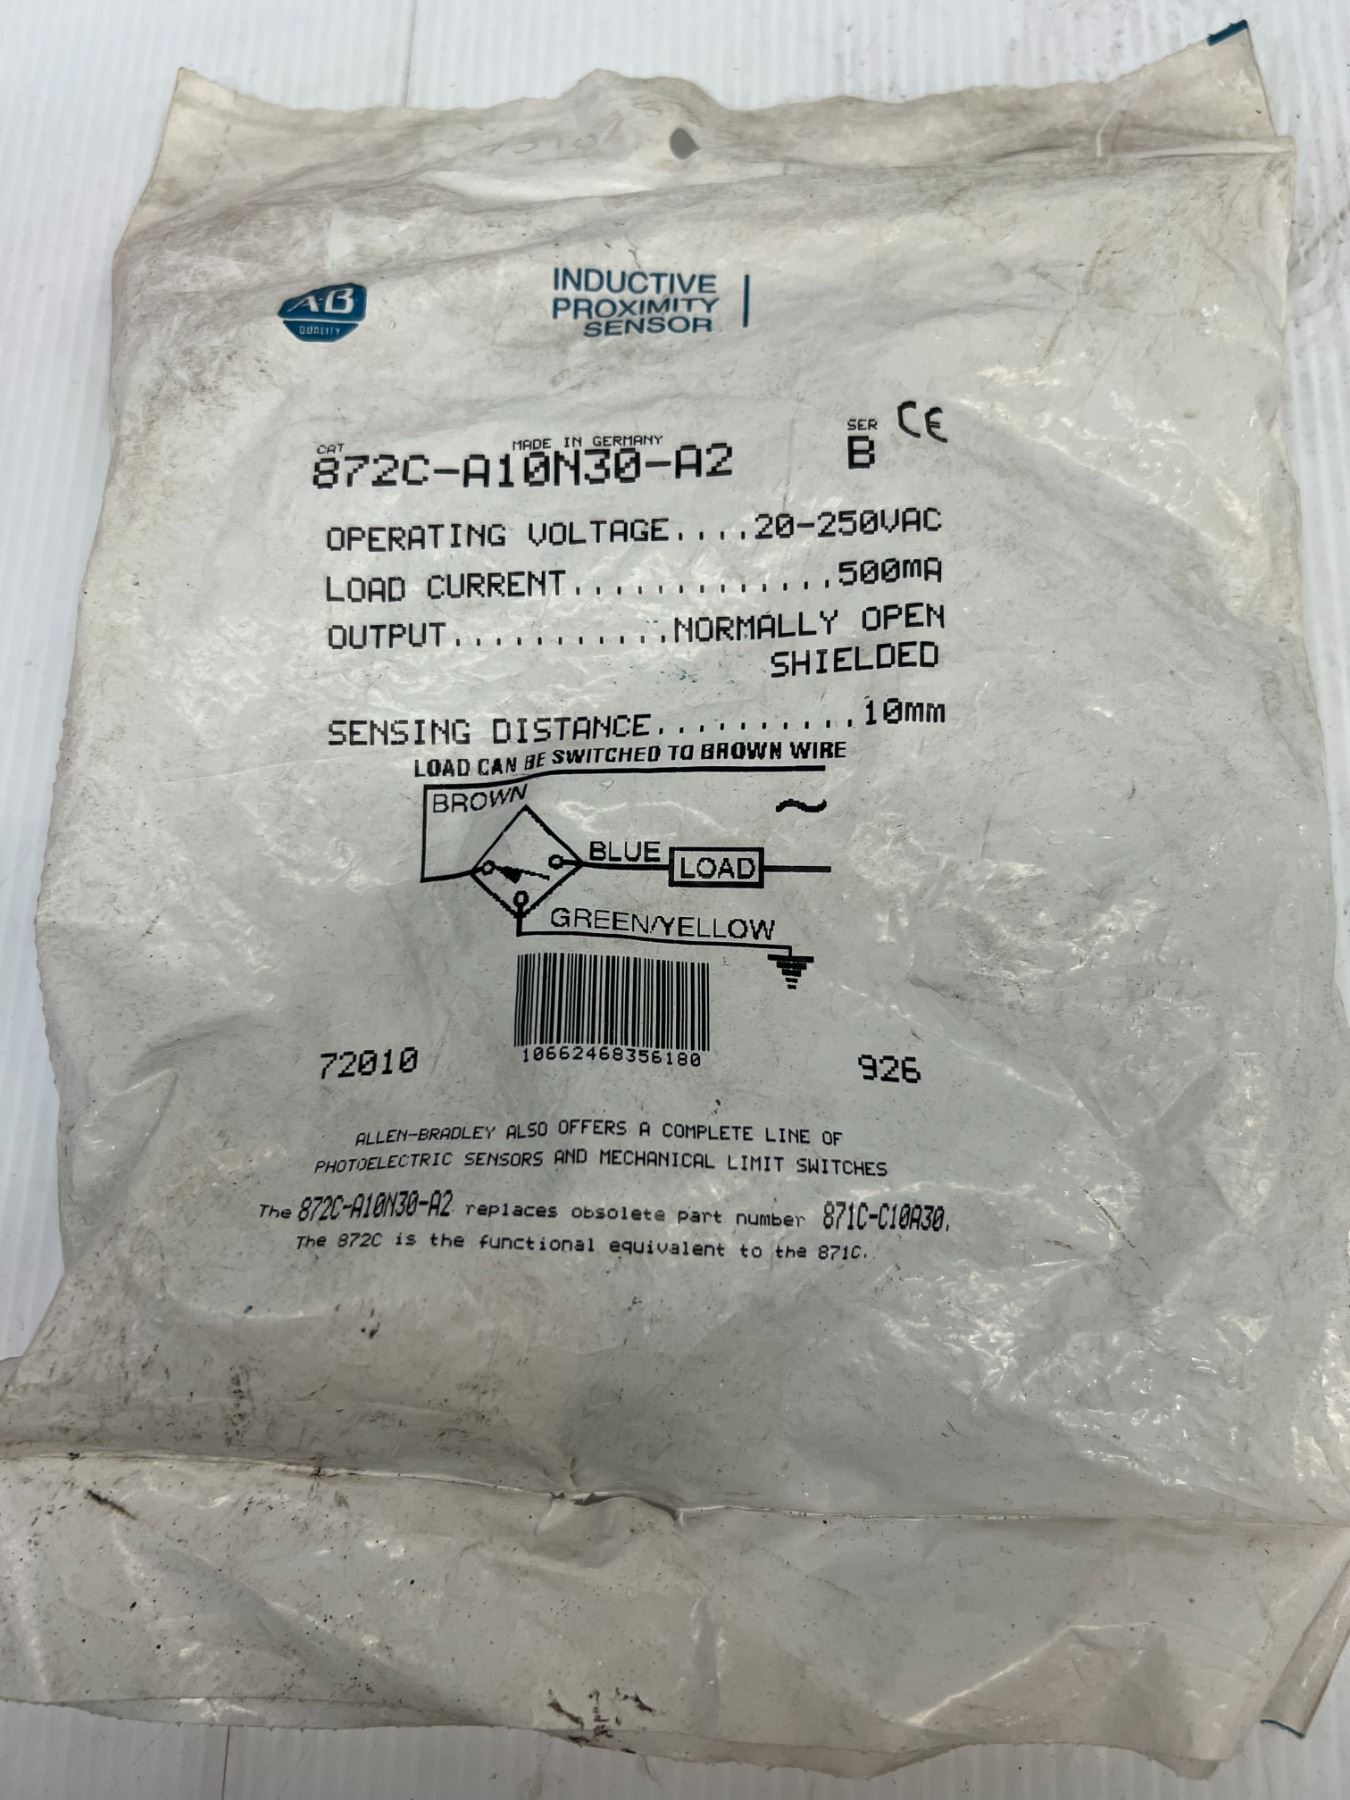 A-B
QUALITY
INDUCTIVE
PROXIMITY
SENSOR
CAT MADE IN GERMANY
872C-A10N30-A2
SER
B
CE
OPERATING VOLTAGE....20-250VAC
LOAD CURRENT.............500mA
OUTPUT...........NORMALLY OPEN
SHIELDED
SENSING DISTANCE..........10mm
LOAD CAN BE SWITCHED TO BROWN WIRE
BROWN
~
BLUE
LOAD
GREEN/YELLOW
72010
10662468356180
926
ALLEN-BRADLEY ALSO OFFERS A COMPLETE LINE OF
PHOTOELECTRIC SENSORS AND MECHANICAL LIMIT SWITCHES
The 872C-A10N30-A2 replaces obsolete part number 871C-C10A30.
The 872C is the functional equivalent to the 871C.